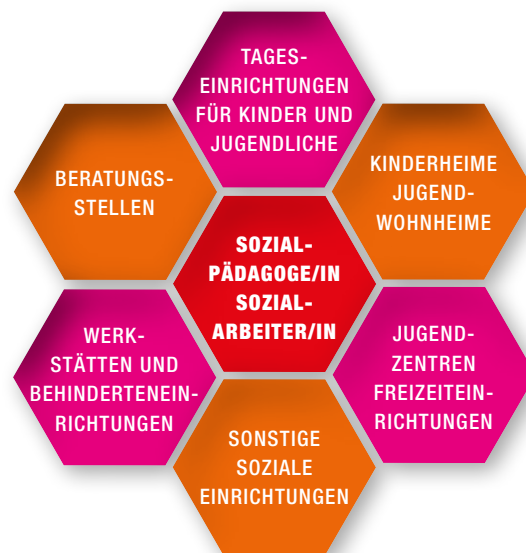 TAGES-
EINRICHTUNGEN
FÜR KINDER UND
JUGENDLICHE
BERATUNGS-
STELLEN
KINDERHEIME
JUGEND-
WOHNHEIME
SOZIAL-
PÄDAGOGE/IN
SOZIAL-
ARBEITER/IN
WERK-
STÄTTEN UND
BEHINDERTENEIN-
RICHTUNGEN
JUGEND-
ZENTREN
FREIZEITEIN-
RICHTUNGEN
SONSTIGE
SOZIALE
EINRICHTUNGEN